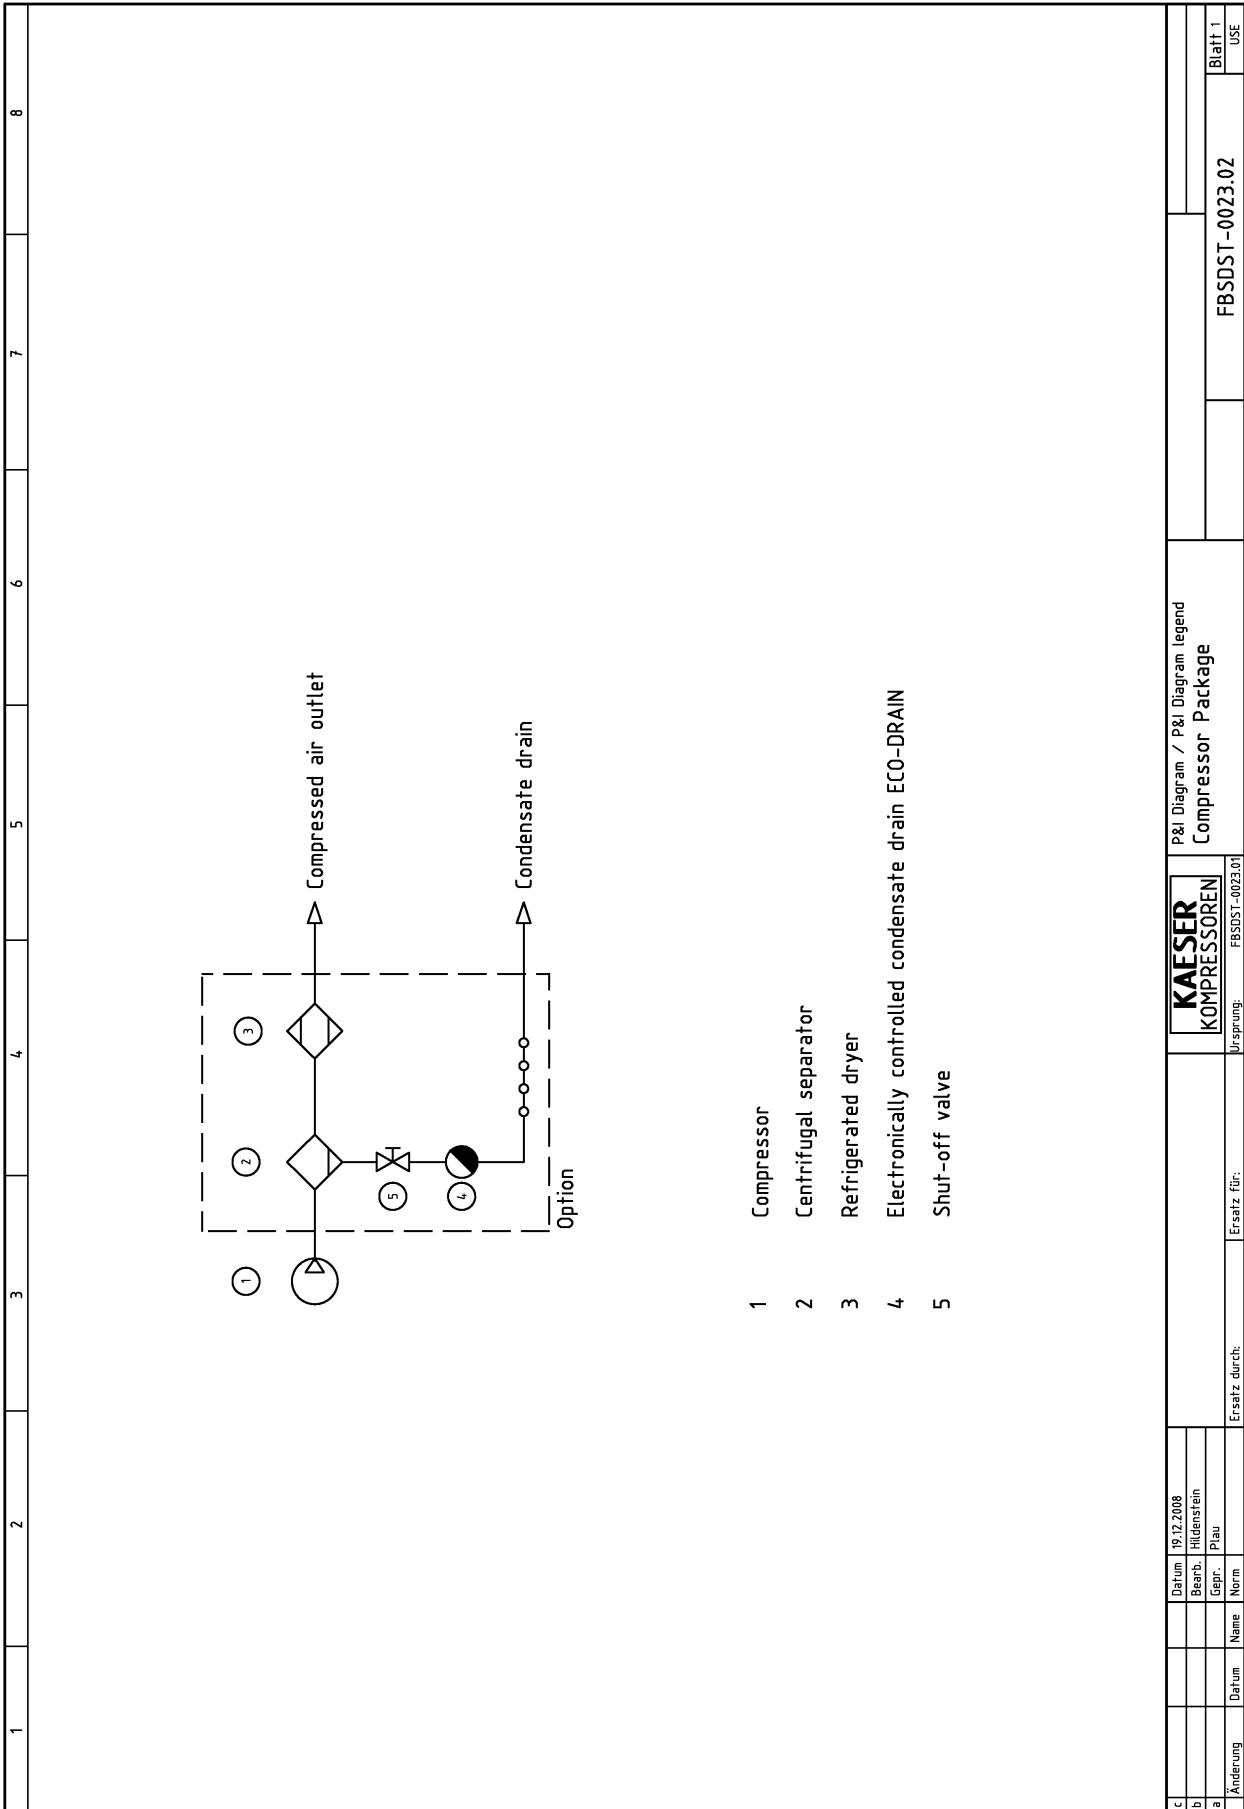 1
2
3
4
5
6
7
8
1
2
3
Compressed air outlet
5
4
Condensate drain
Option
1 Compressor
2 Centrifugal separator
3 Refrigerated dryer
4 Electronically controlled condensate drain ECO-DRAIN
5 Shut-off valve
c
b
a
Änderung
Datum
Name
Datum 19.12.2008
Bearb. Hildenstein
Gepr. Plau
Norm
Ersatz durch:
Ersatz für:
KAESER
KOMPRESSOREN
Ursprung: FBSDST-0023.01
P&I Diagram / P&I Diagram legend
Compressor Package
FBSDST-0023.02
Blatt 1
USE